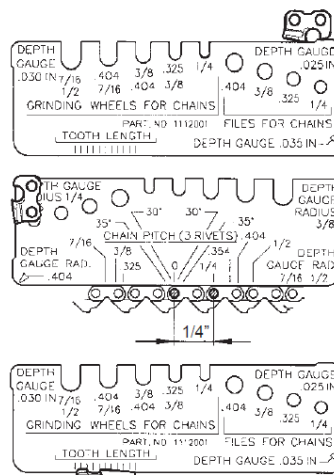 DEPTH GAUGE .030 IN 7/16 .404 3/8 .325 1/4 DEPTH GAUGE .025 IN
1/2 7/16 .404 3/8 .404 3/8 .325 1/4
GRINDING WHEELS FOR CHAINS
PART. NO 1112001 FILES FOR CHAINS
TOOTH LENGTH DEPTH GAUGE .035 IN
1/4 DEPTH GAUGE RADIUS 3/8
35° 30° 30° 35°
CHAIN PITCH (3 RIVETS) .404
7/16 3/8 .354 1/2
DEPTH GAUGE RAD. .404 .325 0 1/4 DEPTH GAUGE RAD 7/16 1/2
1/4"
DEPTH GAUGE .030 IN 7/16 .404 3/8 .325 1/4 DEPTH GAUGE .025 IN
1/2 7/16 .404 3/8 .404 3/8 .325 1/4
GRINDING WHEELS FOR CHAINS
PART. NO 1112001 FILES FOR CHAINS
TOOTH LENGTH DEPTH GAUGE .035 IN